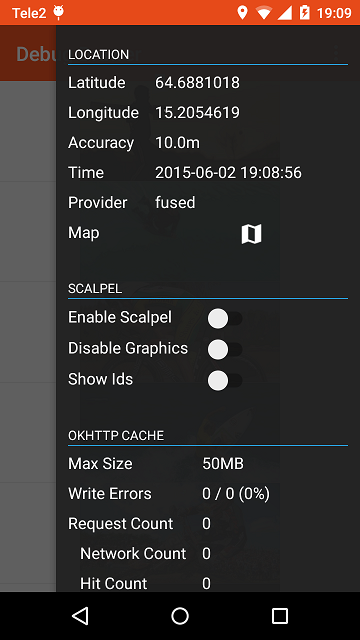 Tele2 19:09
Debu
LOCATION
Latitude 64.6881018
Longitude 15.2054619
Accuracy 10.0m
Time 2015-06-02 19:08:56
Provider fused
Map
SCALPEL
Enable Scalpel
Disable Graphics
Show Ids
OKHTTP CACHE
Max Size 50MB
Write Errors 0 / 0 (0%)
Request Count 0
Network Count 0
Hit Count 0